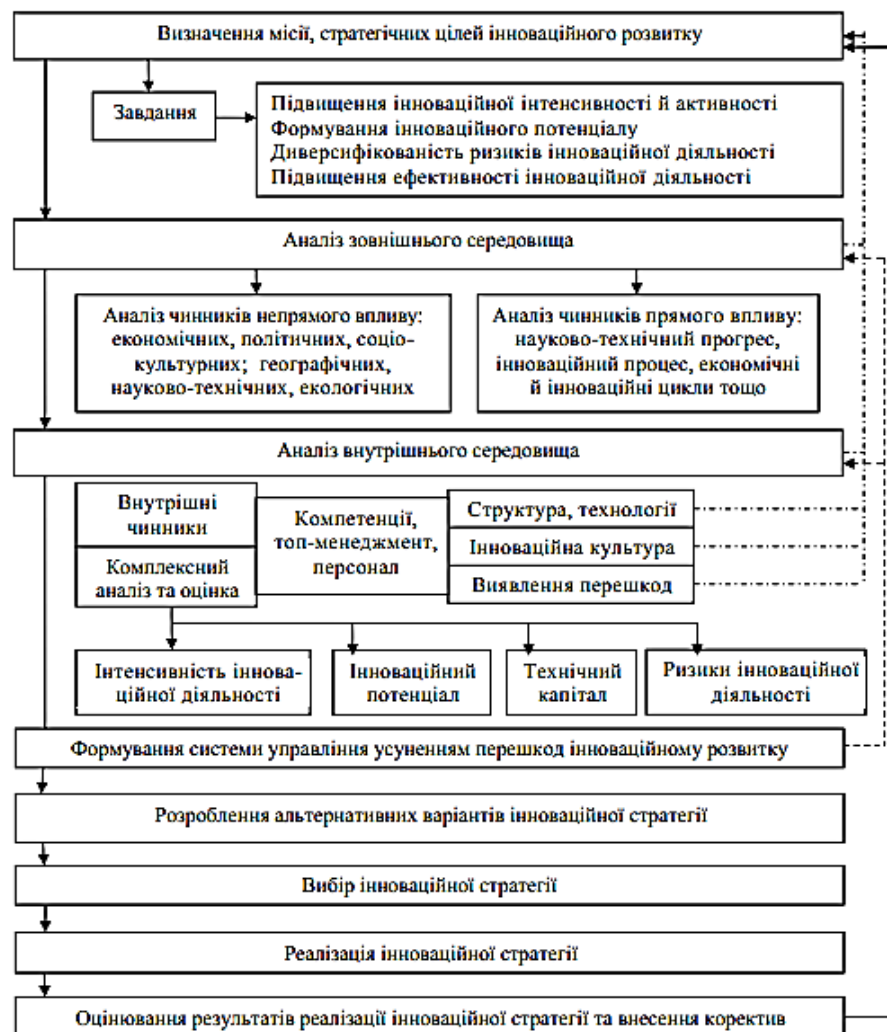 Визначення місії, стратегічних цілей інноваційного розвитку
Завдання
Підвищення інноваційної інтенсивності й активності
Формування інноваційного потенціалу
Диверсифікованість ризиків інноваційної діяльності
Підвищення ефективності інноваційної діяльності
Аналіз зовнішнього середовища
Аналіз чинників непрямого впливу:
економічних, політичних, соціо-
культурних; географічних,
науково-технічних, екологічних
Аналіз чинників прямого впливу:
науково-технічний прогрес,
інноваційний процес, економічні
й інноваційні цикли тощо
Аналіз внутрішнього середовища
Внутрішні
чинники
Комплексний
аналіз та оцінка
Компетенції,
топ-менеджмент,
персонал
Структура, технології
Інноваційна культура
Виявлення перешкод
Інтенсивність іннова-
ційної діяльності
Інноваційний
потенціал
Технічний
капітал
Ризики інноваційної
діяльності
Формування системи управління усуненням перешкод інноваційному розвитку
Розроблення альтернативних варіантів інноваційної стратегії
Вибір інноваційної стратегії
Реалізація інноваційної стратегії
Оцінювання результатів реалізації інноваційної стратегії та внесення коректив